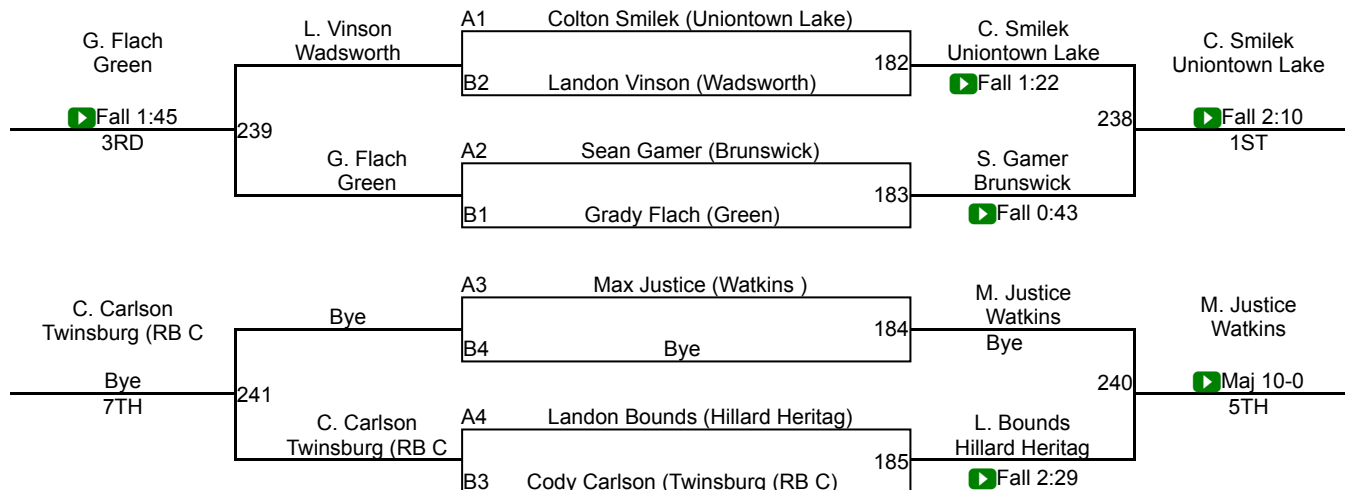 A1 Colton Smilek (Uniontown Lake)
L. Vinson
Wadsworth
C. Smilek
Uniontown Lake
G. Flach
Green
C. Smilek
Uniontown Lake
182
B2 Landon Vinson (Wadsworth)
Fall 1:22
Fall 1:45
3RD
239
238
Fall 2:10
1ST
A2 Sean Gamer (Brunswick)
G. Flach
Green
S. Gamer
Brunswick
183
B1 Grady Flach (Green)
Fall 0:43
A3 Max Justice (Watkins )
C. Carlson
Twinsburg (RB C
Bye
M. Justice
Watkins
M. Justice
Watkins
184
B4 Bye
Bye
Bye
7TH
241
240
Maj 10-0
5TH
A4 Landon Bounds (Hillard Heritag)
C. Carlson
Twinsburg (RB C
L. Bounds
Hillard Heritag
185
B3 Cody Carlson (Twinsburg (RB C)
Fall 2:29